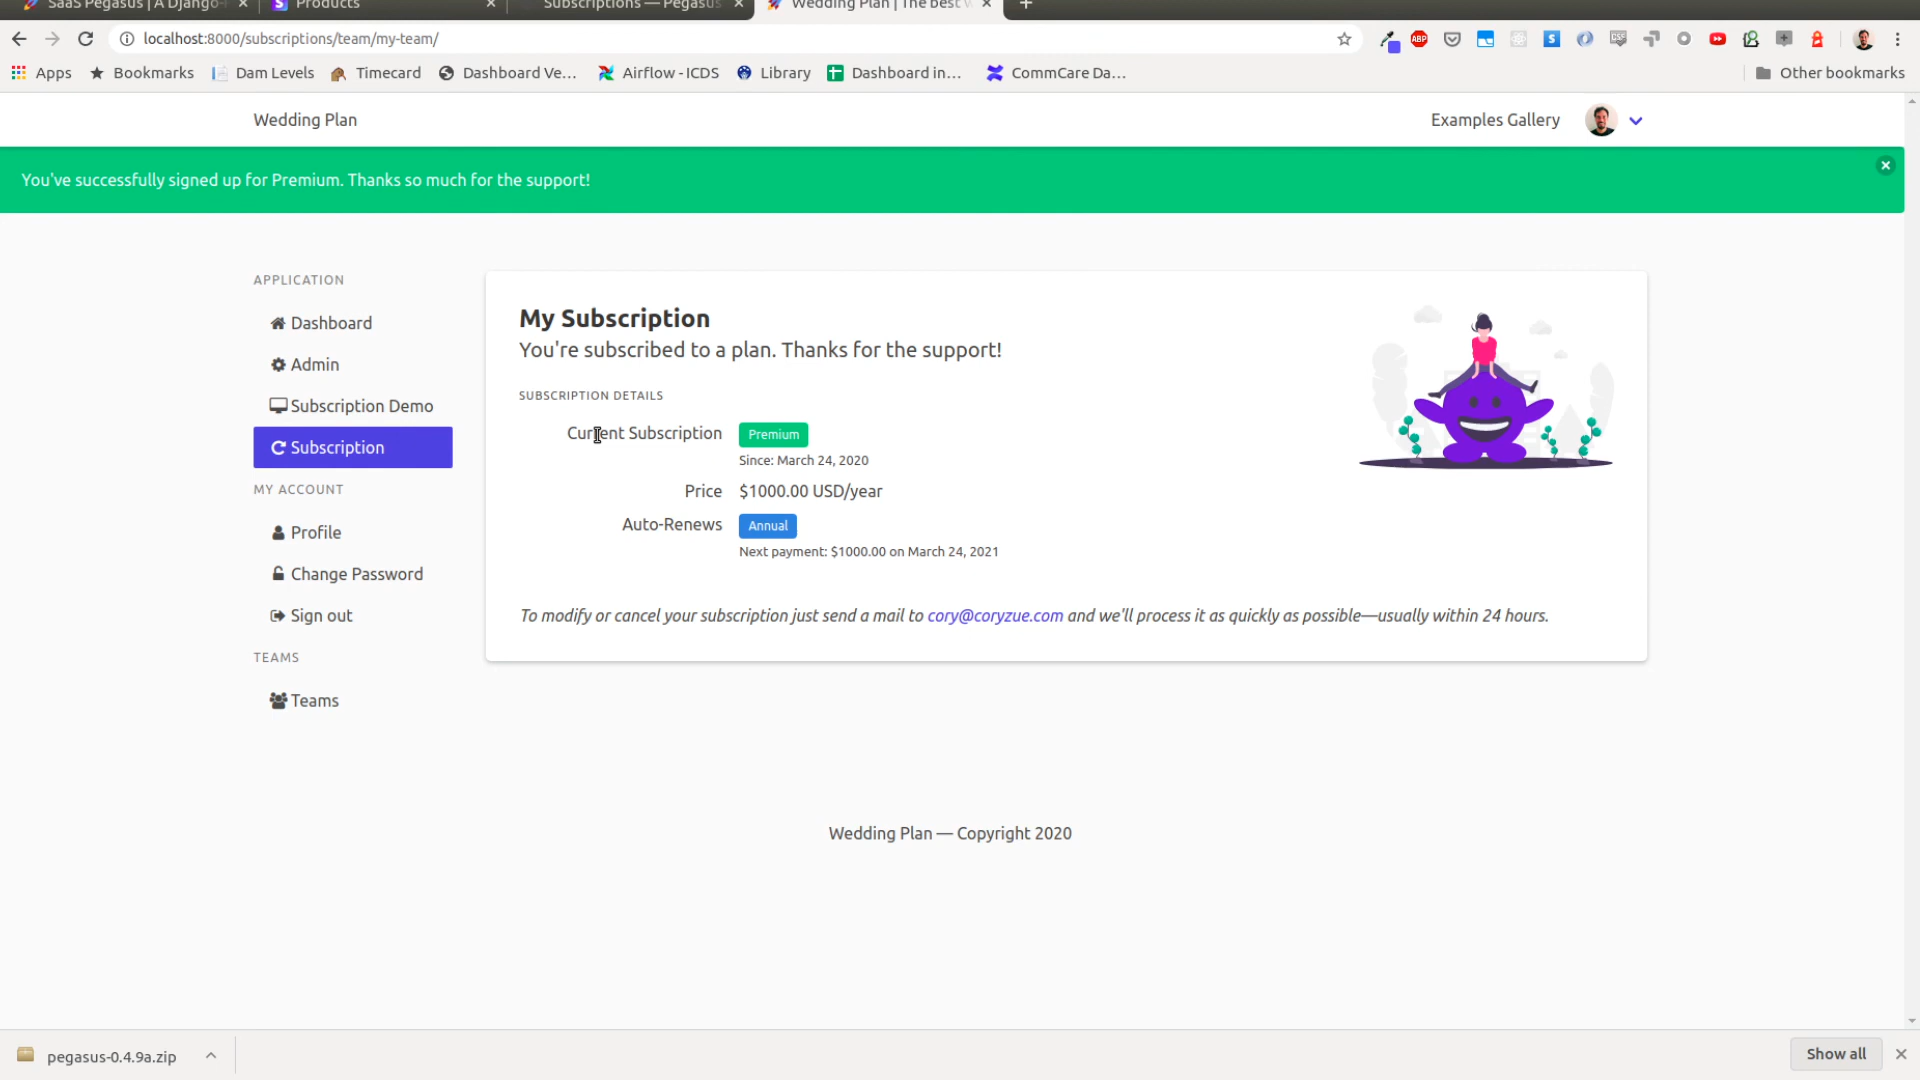 SaaS Pegasus | A Django-
Products
Subscriptions — Pegasus
Wedding Plan | The best
localhost:8000/subscriptions/team/my-team/
ABP
S
CSS
Apps
Bookmarks
Dam Levels
Timecard
Dashboard Ve...
Airflow - ICDS
Library
Dashboard in...
CommCare Da...
Other bookmarks
Wedding Plan
Examples Gallery
You've successfully signed up for Premium. Thanks so much for the support!
APPLICATION
Dashboard
Admin
Subscription Demo
Subscription
MY ACCOUNT
Profile
Change Password
Sign out
TEAMS
Teams
My Subscription
You're subscribed to a plan. Thanks for the support!
SUBSCRIPTION DETAILS
Current Subscription
Premium
Since: March 24, 2020
Price
$1000.00 USD/year
Auto-Renews
Annual
Next payment: $1000.00 on March 24, 2021
To modify or cancel your subscription just send a mail to cory@coryzue.com and we'll process it as quickly as possible—usually within 24 hours.
Wedding Plan — Copyright 2020
pegasus-0.4.9a.zip
Show all